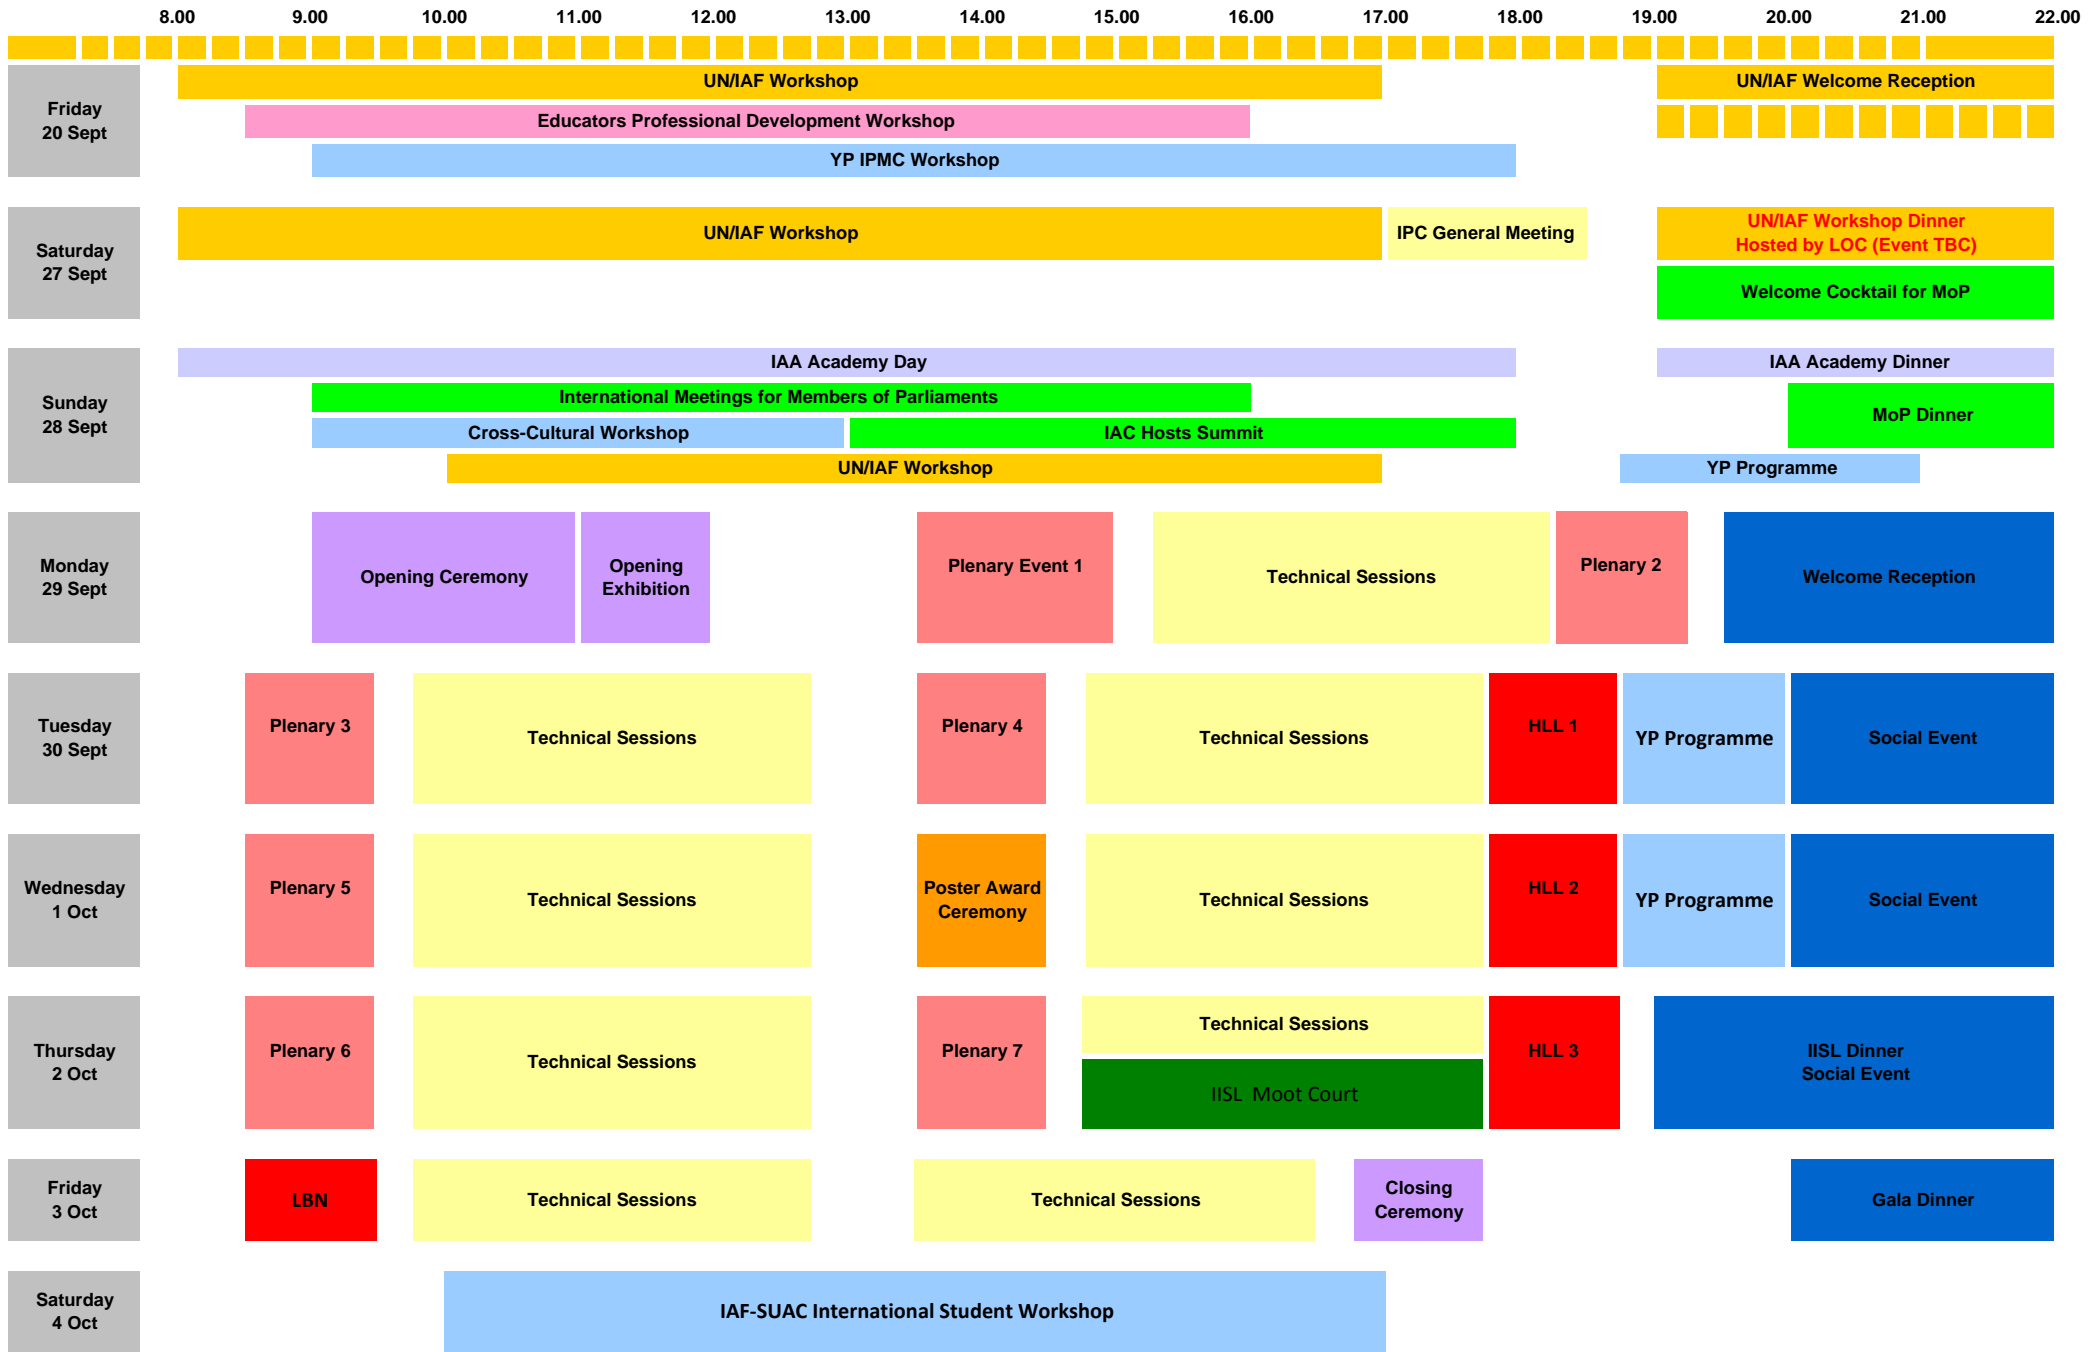 8.00 9.00 10.00 11.00 12.00 13.00 14.00 15.00 16.00 17.00 18.00 19.00 20.00 21.00 22.00
Friday
20 Sept
UN/IAF Workshop
UN/IAF Welcome Reception
Educators Professional Development Workshop
YP IPMC Workshop
Saturday
27 Sept
UN/IAF Workshop
IPC General Meeting
UN/IAF Workshop Dinner
Hosted by LOC (Event TBC)
Welcome Cocktail for MoP
Sunday
28 Sept
IAA Academy Day
IAA Academy Dinner
International Meetings for Members of Parliaments
MoP Dinner
Cross-Cultural Workshop
IAC Hosts Summit
UN/IAF Workshop
YP Programme
Monday
29 Sept
Opening Ceremony
Opening
Exhibition
Plenary Event 1
Technical Sessions
Plenary 2
Welcome Reception
Tuesday
30 Sept
Plenary 3
Technical Sessions
Plenary 4
Technical Sessions
HLL 1
YP Programme
Social Event
Wednesday
1 Oct
Plenary 5
Technical Sessions
Poster Award
Ceremony
Technical Sessions
HLL 2
YP Programme
Social Event
Thursday
2 Oct
Plenary 6
Technical Sessions
Plenary 7
Technical Sessions
IISL Moot Court
HLL 3
IISL Dinner
Social Event
Friday
3 Oct
LBN
Technical Sessions
Technical Sessions
Closing
Ceremony
Gala Dinner
Saturday
4 Oct
IAF-SUAC International Student Workshop